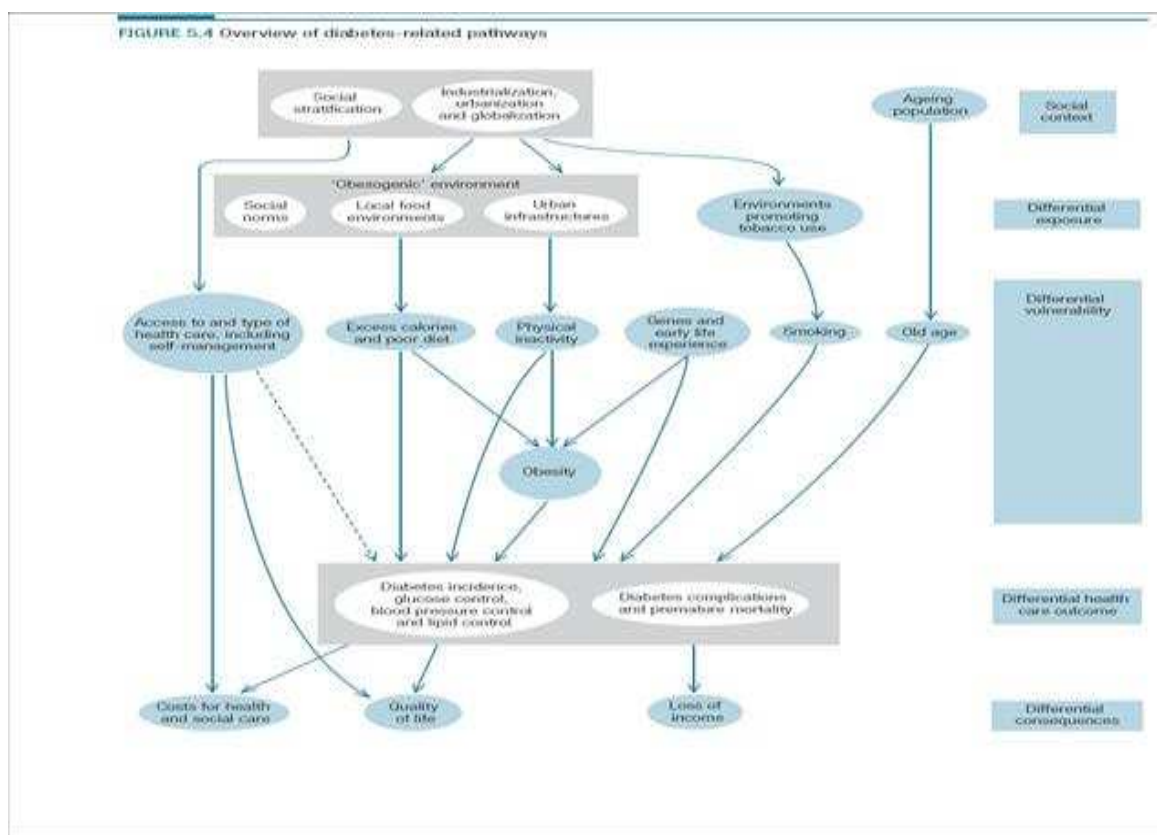 FIGURE 5.4 Overview of diabetes-related pathways
Social
stratification
Industrialization,
urbanization
and globalization
Ageing
population
Social
context
'Obesogenic' environment
Social
norms
Local food
environments
Urban
infrastructures
Environments
promoting
tobacco use
Differential
exposure
Access to and type of
health care, including
self-management
Excess calories
and poor diet
Physical
inactivity
Genes and
early life
experience
Smoking
Old age
Differential
vulnerability
Obesity
Diabetes incidence,
glucose control,
blood pressure control
and lipid control
Diabetes complications
and premature mortality
Differential health
care outcome
Costs for health
and social care
Quality
of life
Loss of
income
Differential
consequences